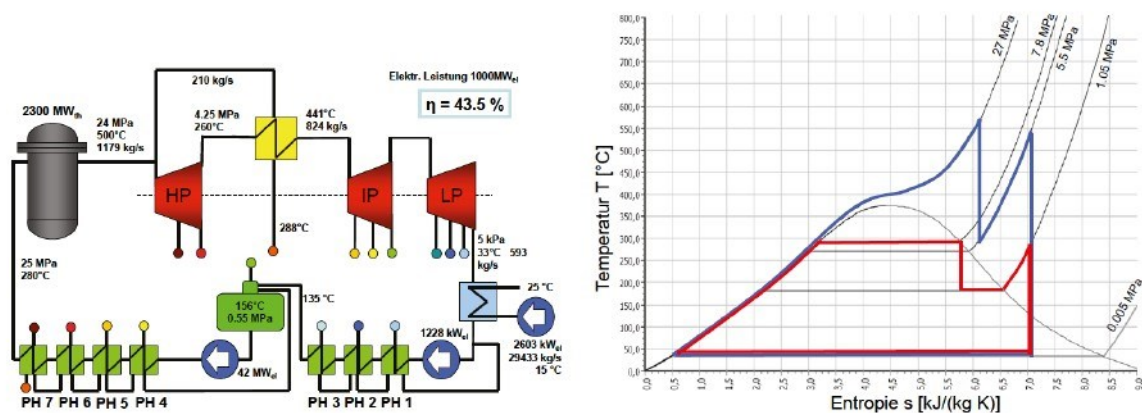 210 kg/s
Elektr. Leistung 1000MWel
η = 43.5 %
2300 MWth
24 MPa
500°C
1179 kg/s
4.25 MPa
260°C
441°C
824 kg/s
HP
IP
LP
288°C
5 kPa
33°C 593
kg/s
25 MPa
280°C
135 °C
25 °C
156°C
0.55 MPa
1228 kWel
2603 kWel
29433 kg/s
15 °C
42 MWel
PH 7 PH 6 PH 5 PH 4
PH 3 PH 2 PH 1
Temperatur T [°C]
800,0
750,0
700,0
650,0
600,0
550,0
500,0
450,0
400,0
350,0
300,0
250,0
200,0
150,0
100,0
50,0
0,0
27 MPa
7.8 MPa
5.5 MPa
1.05 MPa
0.005 MPa
0,0 0,5 1,0 1,5 2,0 2,5 3,0 3,5 4,0 4,5 5,0 5,5 6,0 6,5 7,0 7,5 8,0 8,5 9,0
Entropie s [kJ/(kg K)]